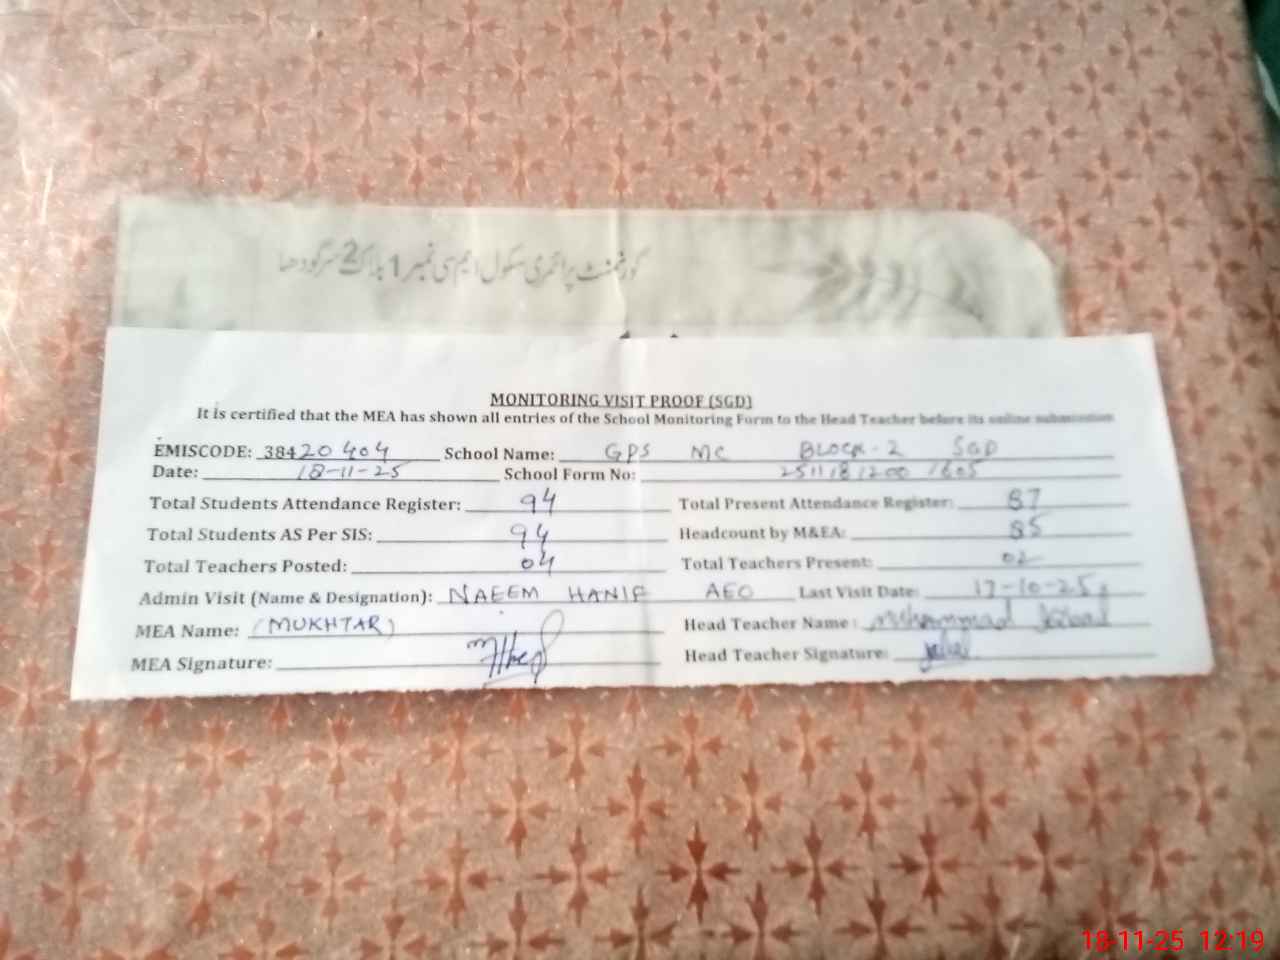 گورنمنٹ پرائمری سکول ایم سی نمبر 1 بلاک 2 سرگودھا
MONITORING VISIT PROOF (SGD)
It is certified that the MEA has shown all entries of the School Monitoring Form to the Head Teacher before its online submission
EMISCODE: 38420404 School Name: GPS MC BLOCK-2 SGD
Date: 18-11-25 School Form No: 2511181200 1605
Total Students Attendance Register: 94 Total Present Attendance Register: 87
Total Students AS Per SIS: 94 Headcount by M&EA: 85
Total Teachers Posted: 04 Total Teachers Present: 02
Admin Visit (Name & Designation): NAEEM HANIF AEO Last Visit Date: 17-10-25
MEA Name: (MUKHTAR) Head Teacher Name: Muhammad Iqbal
MEA Signature: Head Teacher Signature:
18-11-25 12:19